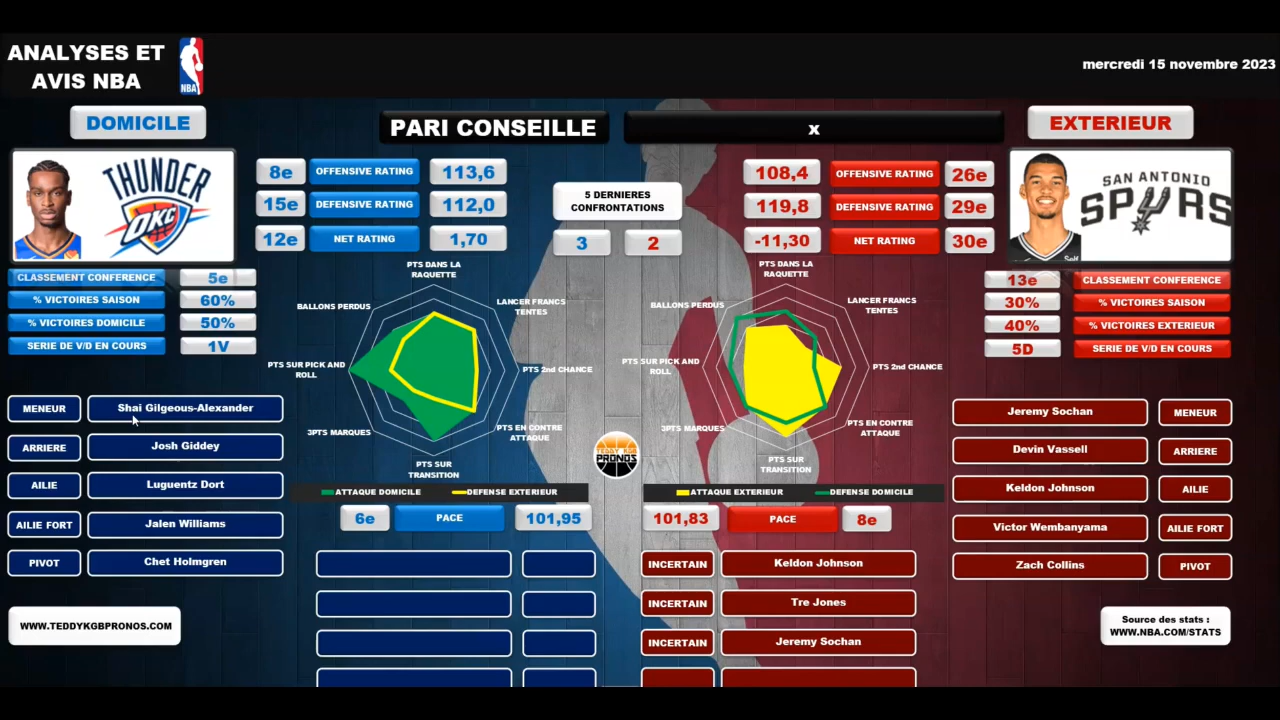 ANALYSES ET
AVIS NBA
NBA
mercredi 15 novembre 2023
DOMICILE
PARI CONSEILLE
x
EXTERIEUR
THUNDER
OKC
8e OFFENSIVE RATING 113,6
15e DEFENSIVE RATING 112,0
12e NET RATING 1,70
5 DERNIERES
CONFRONTATIONS
3 2
108,4 OFFENSIVE RATING 26e
119,8 DEFENSIVE RATING 29e
-11,30 NET RATING 30e
SAN ANTONIO
SPURS
CLASSEMENT CONFERENCE 5e
% VICTOIRES SAISON 60%
% VICTOIRES DOMICILE 50%
SERIE DE V/D EN COURS 1V
PTS DANS LA
RAQUETTE
LANCER FRANCS
TENTES
PTS 2nd CHANCE
PTS EN CONTRE
ATTAQUE
PTS SUR
TRANSITION
3PTS MARQUES
PTS SUR PICK AND
ROLL
BALLONS PERDUS
PTS DANS LA
RAQUETTE
LANCER FRANCS
TENTES
PTS 2nd CHANCE
PTS EN CONTRE
ATTAQUE
PTS SUR
TRANSITION
3PTS MARQUES
PTS SUR PICK AND
ROLL
BALLONS PERDUS
13e CLASSEMENT CONFERENCE
30% % VICTOIRES SAISON
40% % VICTOIRES EXTERIEUR
5D SERIE DE V/D EN COURS
MENEUR Shai Gilgeous-Alexander
ARRIERE Josh Giddey
AILIE Luguentz Dort
AILIE FORT Jalen Williams
PIVOT Chet Holmgren
TEDDY KGB
PRONOS
Jeremy Sochan MENEUR
Devin Vassell ARRIERE
Keldon Johnson AILIE
Victor Wembanyama AILIE FORT
Zach Collins PIVOT
ATTAQUE DOMICILE DEFENSE EXTERIEUR
ATTAQUE EXTERIEUR DEFENSE DOMICILE
6e PACE 101,95
101,83 PACE 8e
INCERTAIN Keldon Johnson
INCERTAIN Tre Jones
INCERTAIN Jeremy Sochan
WWW.TEDDYKGBPRONOS.COM
Source des stats :
WWW.NBA.COM/STATS